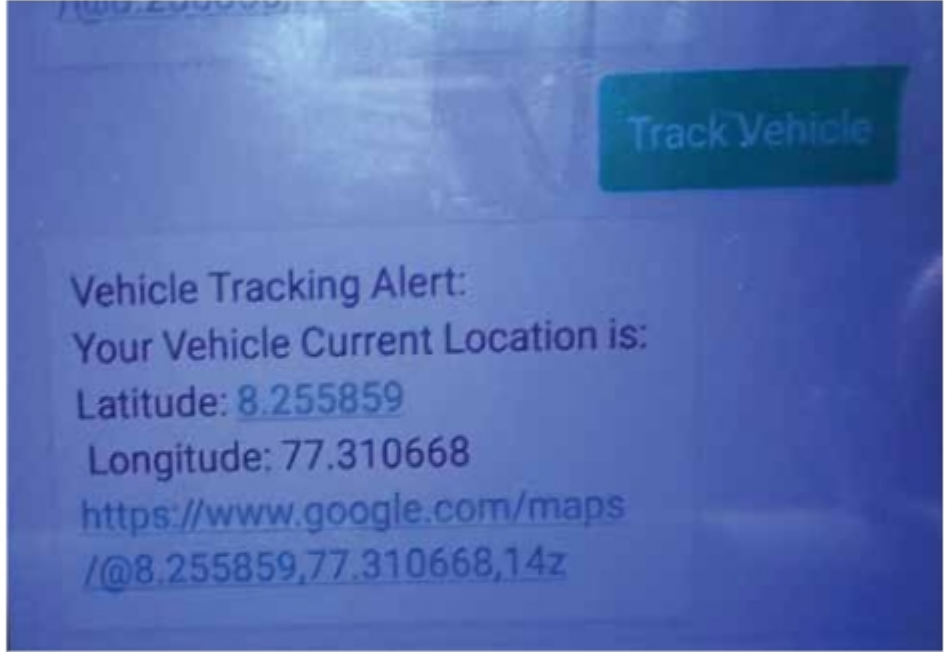 Track Vehicle
Vehicle Tracking Alert:
Your Vehicle Current Location is:
Latitude: 8.255859
Longitude: 77.310668
https://www.google.com/maps
/@8.255859,77.310668,14z